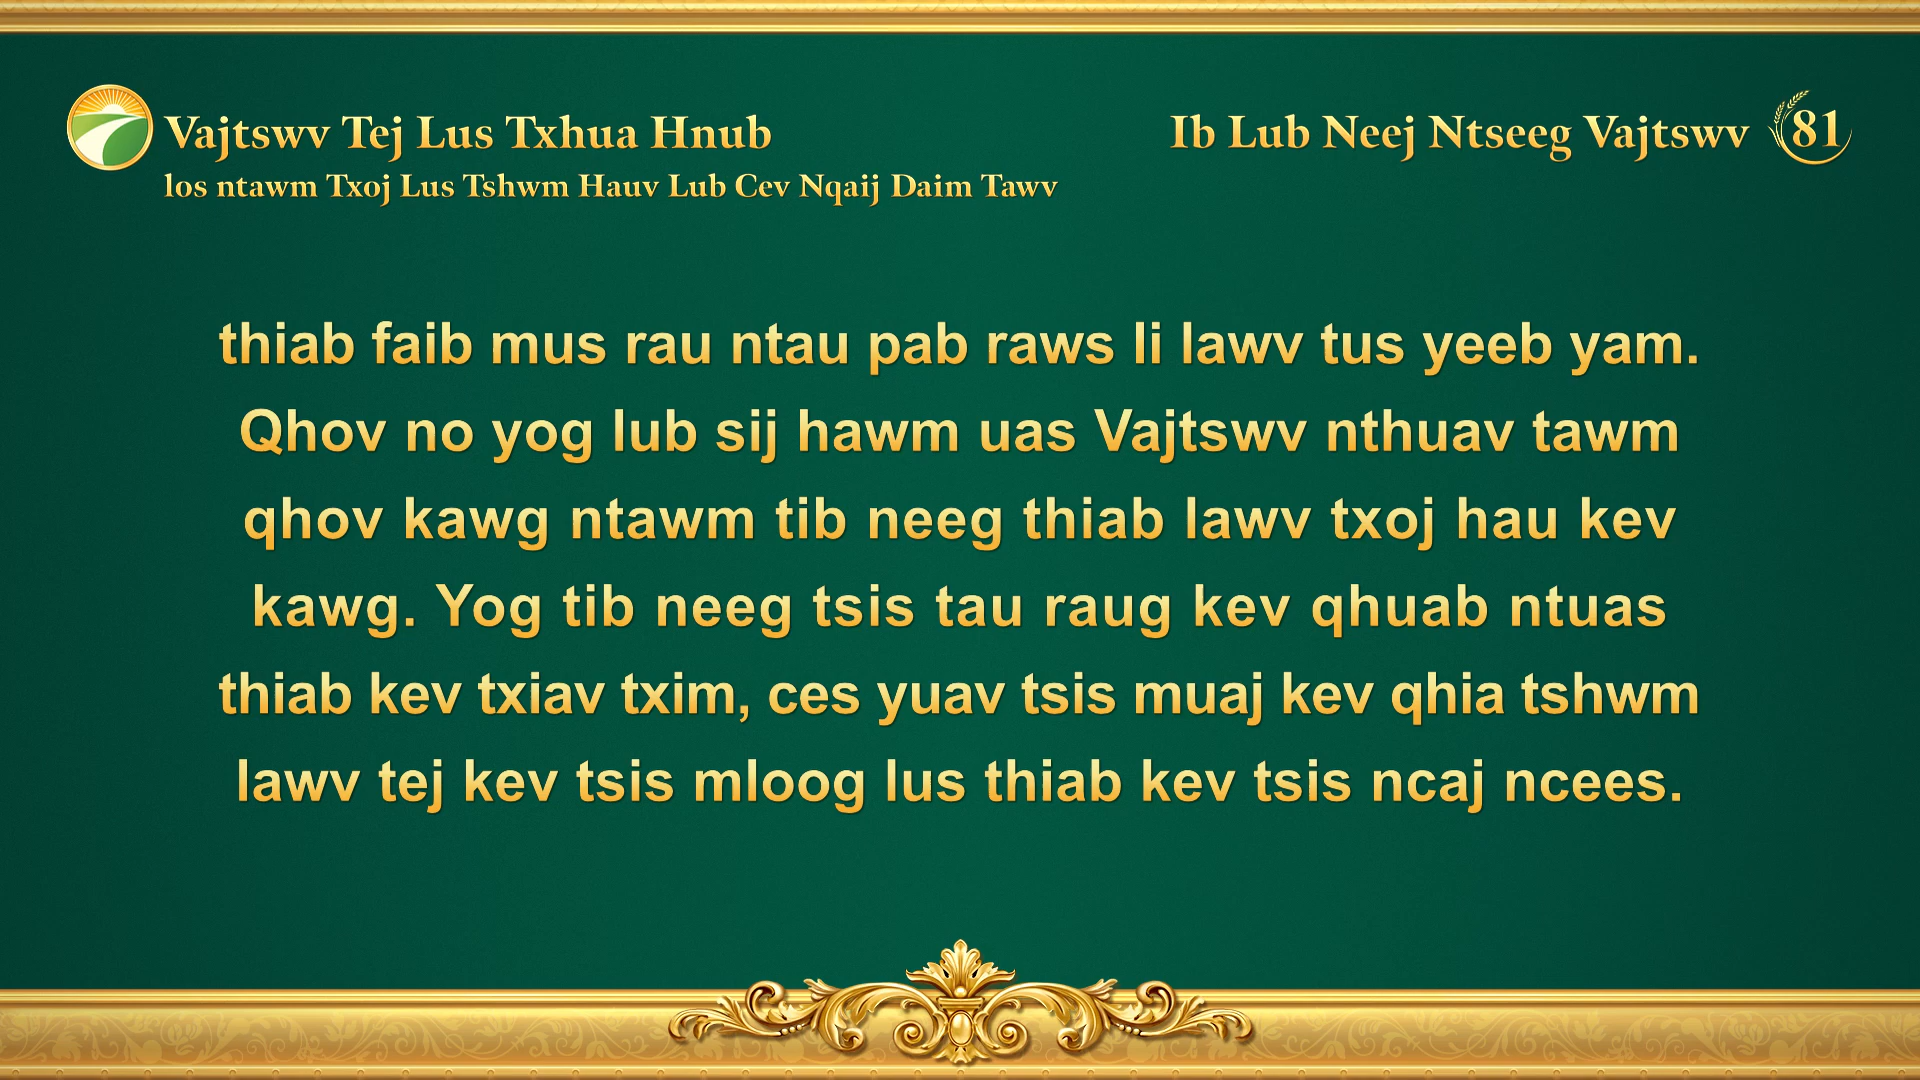 Vajtswv Tej Lus Txhua Hnub
los ntawm Txoj Lus Tshwm Hauv Lub Cev Nqaij Daim Tawv
Ib Lub Neej Ntseeg Vajtswv 81
thiab faib mus rau ntau pab raws li lawv tus yeeb yam.
Qhov no yog lub sij hawm uas Vajtswv nthuav tawm
qhov kawg ntawm tib neeg thiab lawv txoj hau kev
kawg. Yog tib neeg tsis tau raug kev qhuab ntuas
thiab kev txiav txim, ces yuav tsis muaj kev qhia tshwm
lawv tej kev tsis mloog lus thiab kev tsis ncaj ncees.